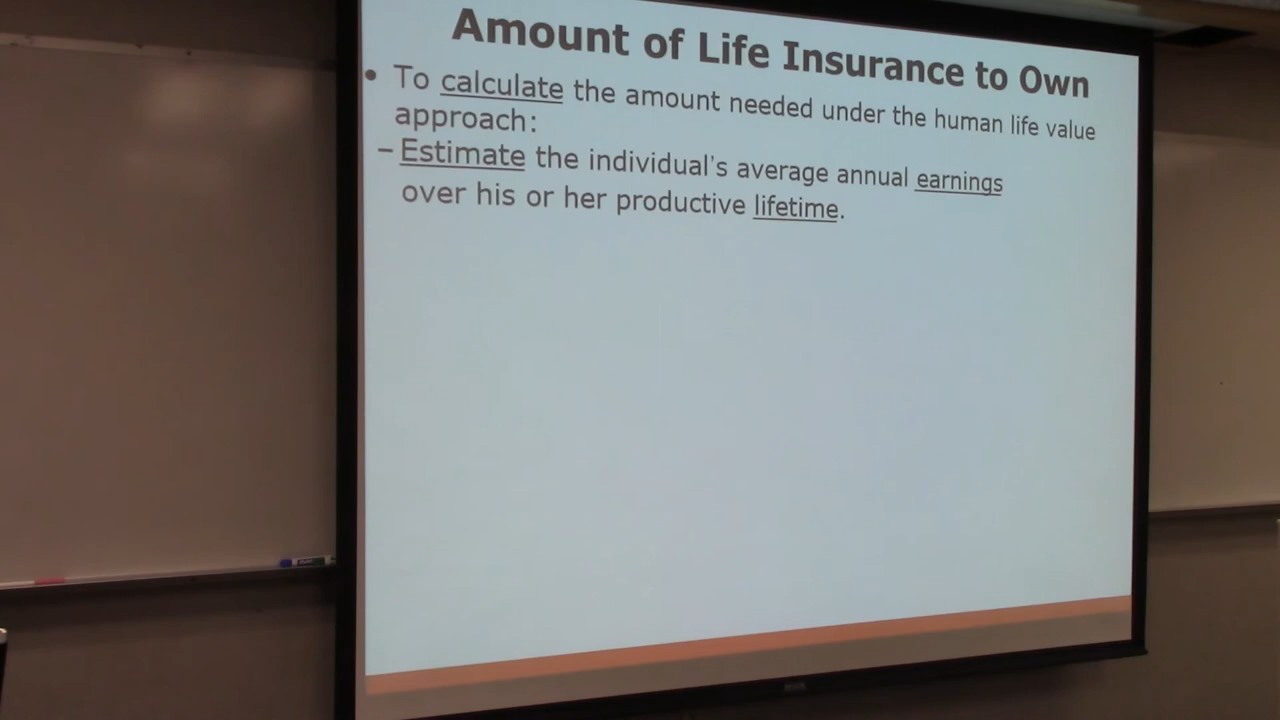 Amount of Life Insurance to Own
• To calculate the amount needed under the human life value
approach:
– Estimate the individual's average annual earnings
over his or her productive lifetime.